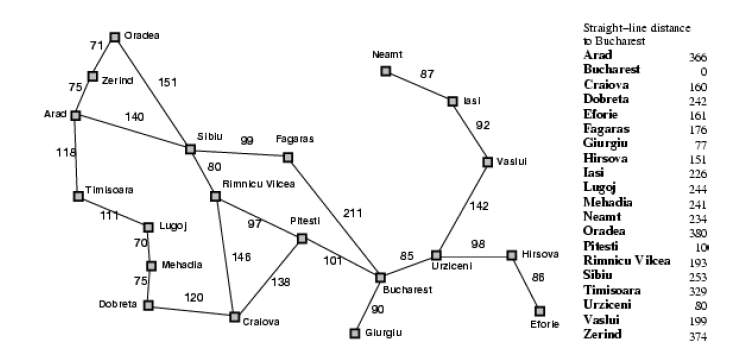 Oradea
71
Neamt
87
Zerind
151
75
Iasi
Arad
140
92
Sibiu
99
Fagaras
118
80
Vaslui
Timisoara
Rimnicu Vilcea
111
211
142
Lugoj
97
Pitesti
70
98
Hirsova
146
85
Mehadia
101
Urziceni
86
75
138
Bucharest
Dobreta
120
90
Craiova
Giurgiu
Eforie
Straight–line distance
to Bucharest
Arad 366
Bucharest 0
Craiova 160
Dobreta 242
Eforie 161
Fagaras 176
Giurgiu 77
Hirsova 151
Iasi 226
Lugoj 244
Mehadia 241
Neamt 234
Oradea 380
Pitesti 10
Rimnicu Vilcea 193
Sibiu 253
Timisoara 329
Urziceni 80
Vaslui 199
Zerind 374